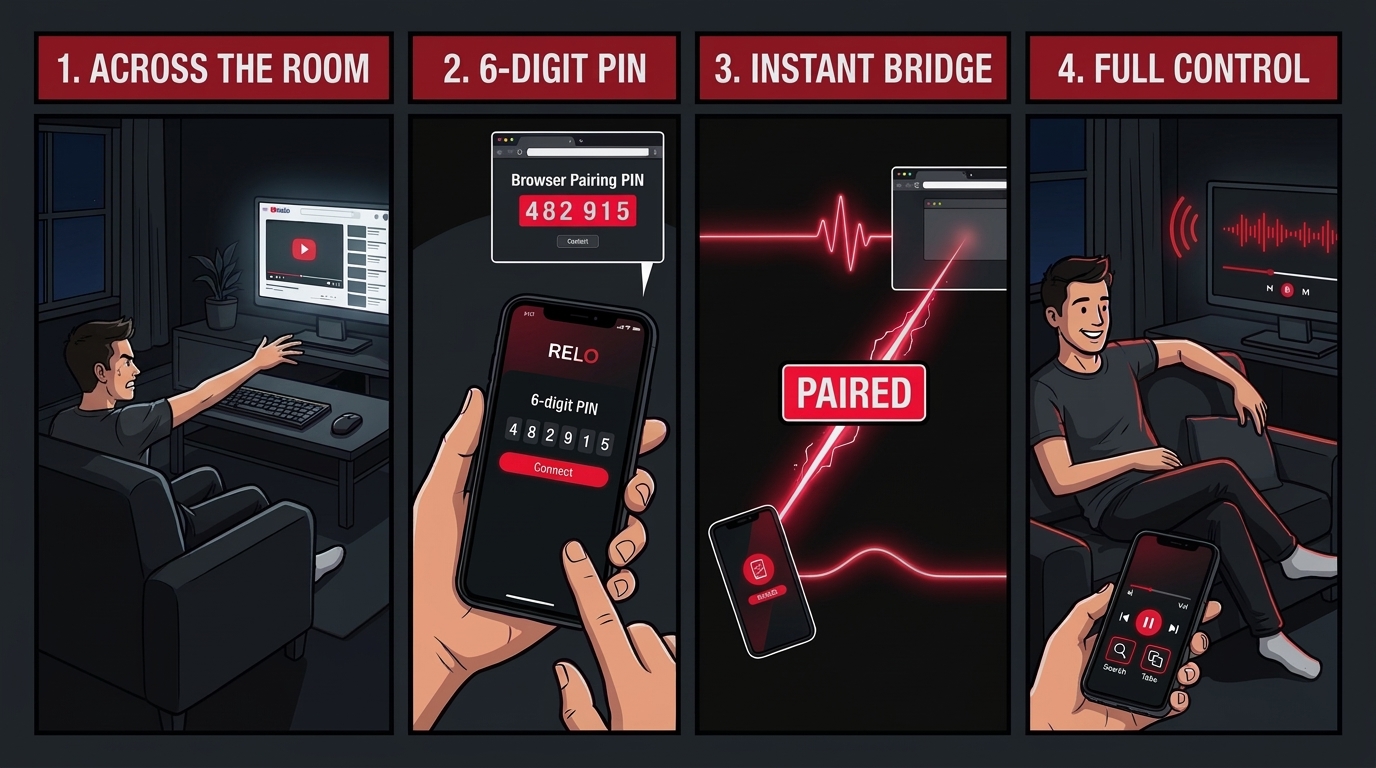 1. ACROSS THE ROOM
2. 6-DIGIT PIN
Browser Pairing PIN
482 915
RELO
6-digit PIN
4 8 2 9 1 5
Connect
3. INSTANT BRIDGE
PAIRED
4. FULL CONTROL
N B M
Vol
Search